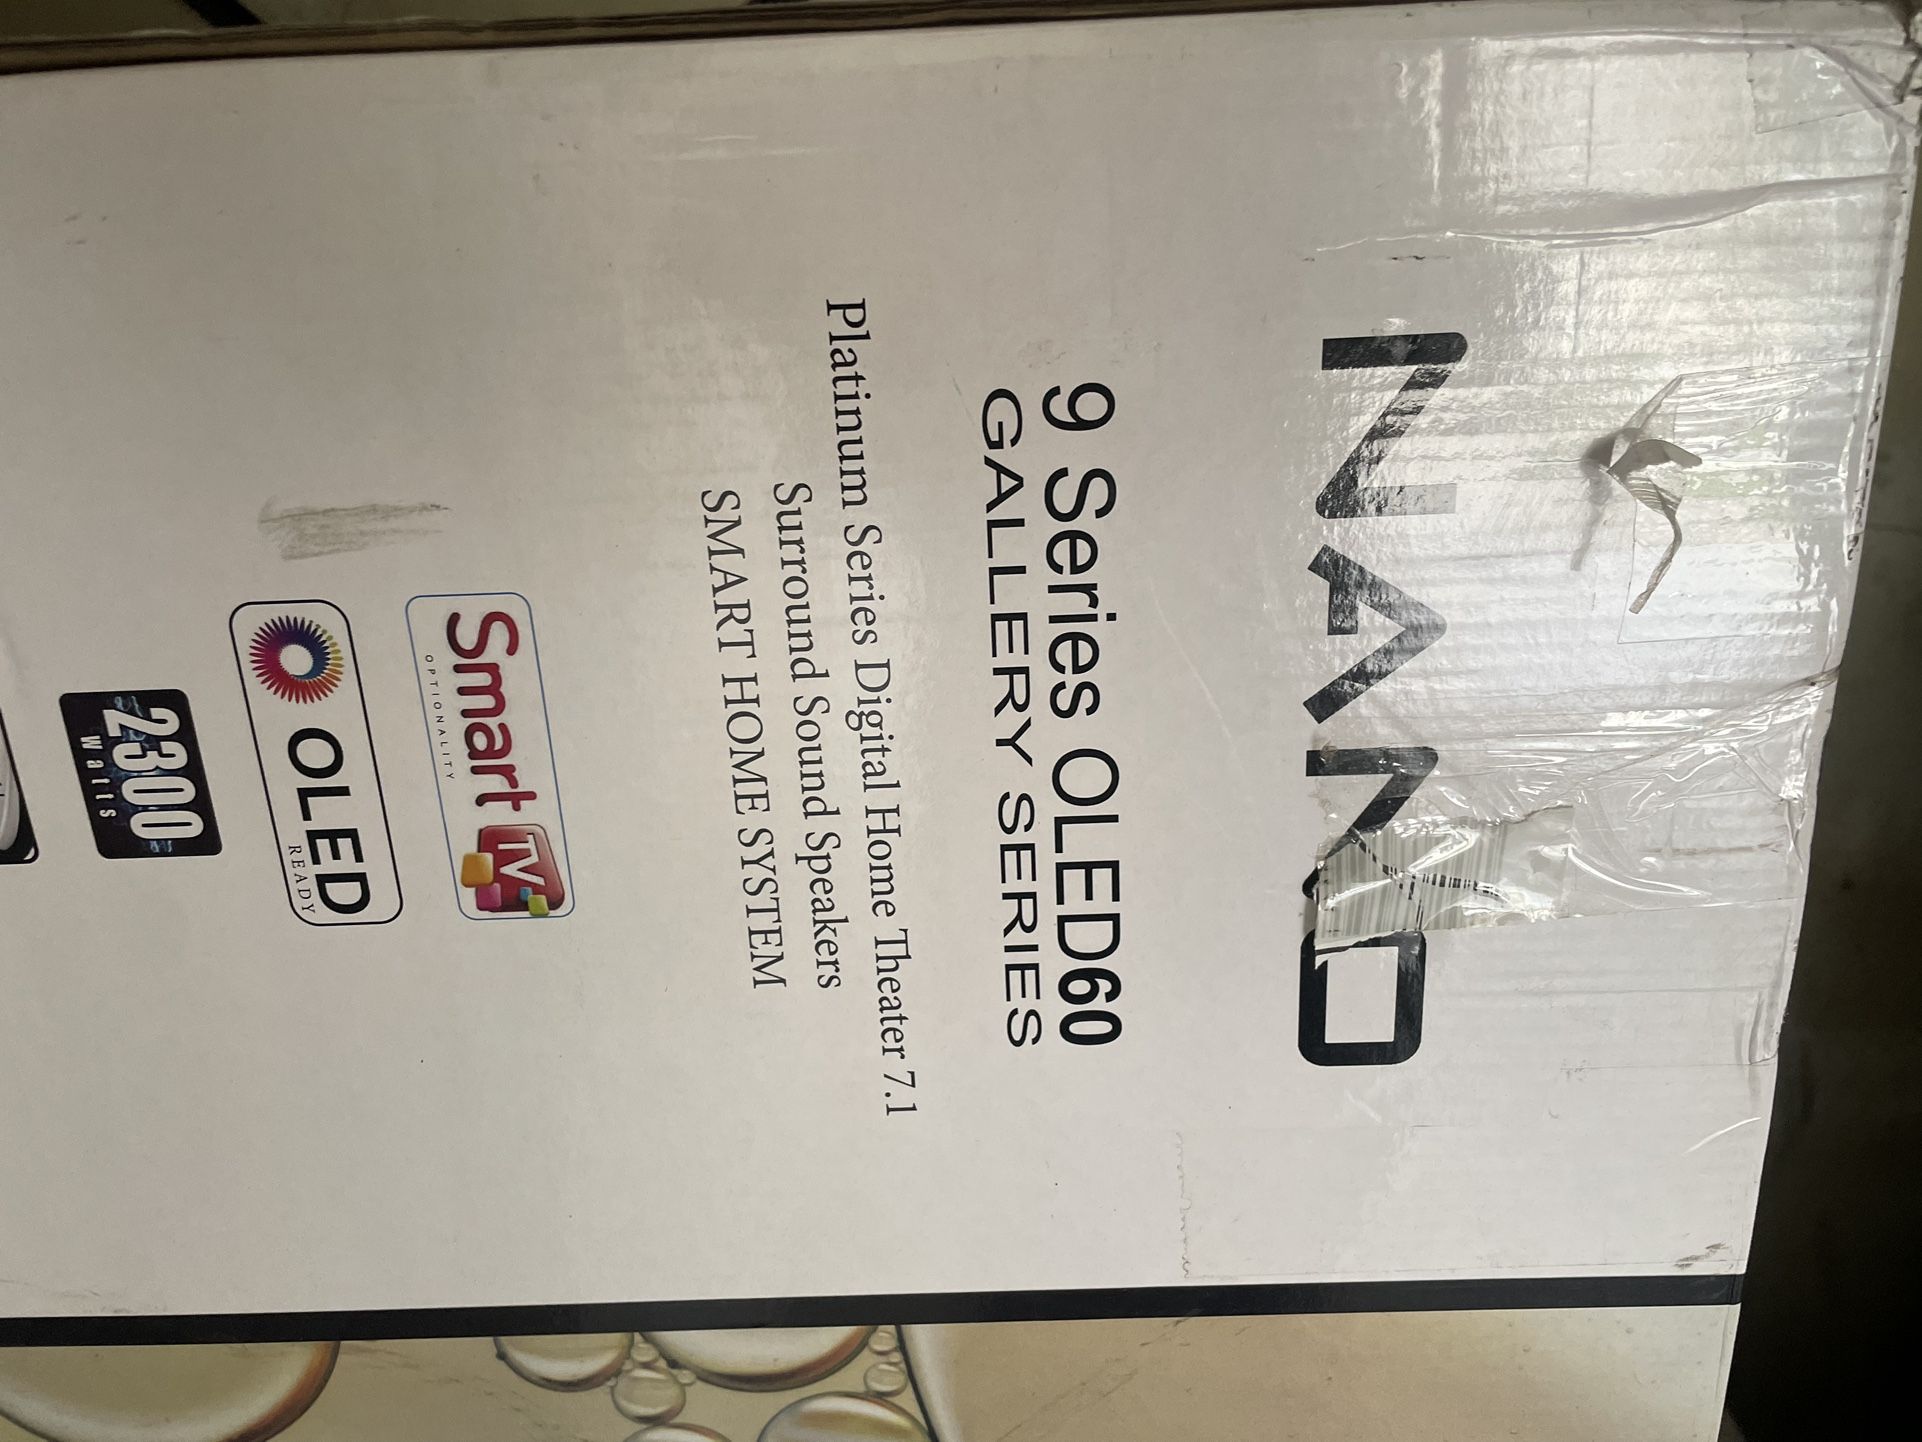 NANO
9 Series OLED60
GALLERY SERIES
Platinum Series Digital Home Theater 7.1
Surround Sound Speakers
SMART HOME SYSTEM
Smart TV
OPTIONALITY
OLED
READY
2300
Watts